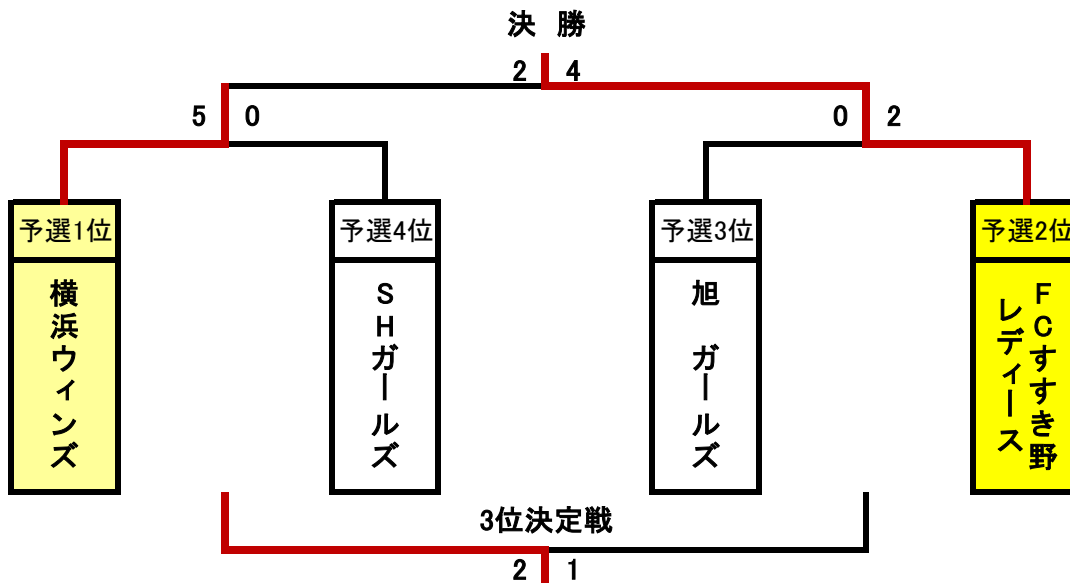 決 勝
2 4
5 0
0 2
予選1位
予選4位
予選3位
予選2位
横浜ウィンズ
SHガールズ
旭 ガールズ
FCすすき野
レディース
3位決定戦
2 1